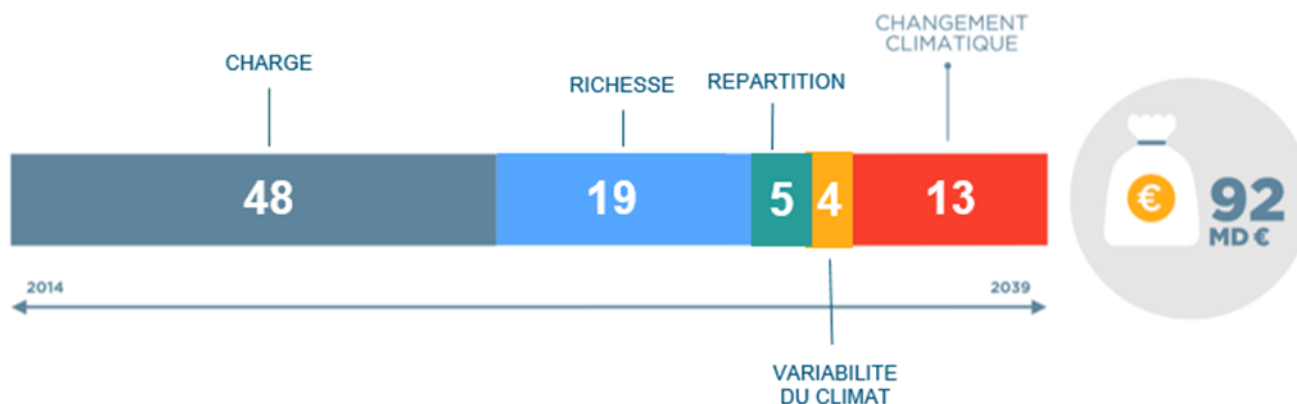 CHANGEMENT
CLIMATIQUE
CHARGE
RICHESSE
REPARTITION
48
19
5
4
13
€
92
MD €
2014
2039
VARIABILITE
DU CLIMAT